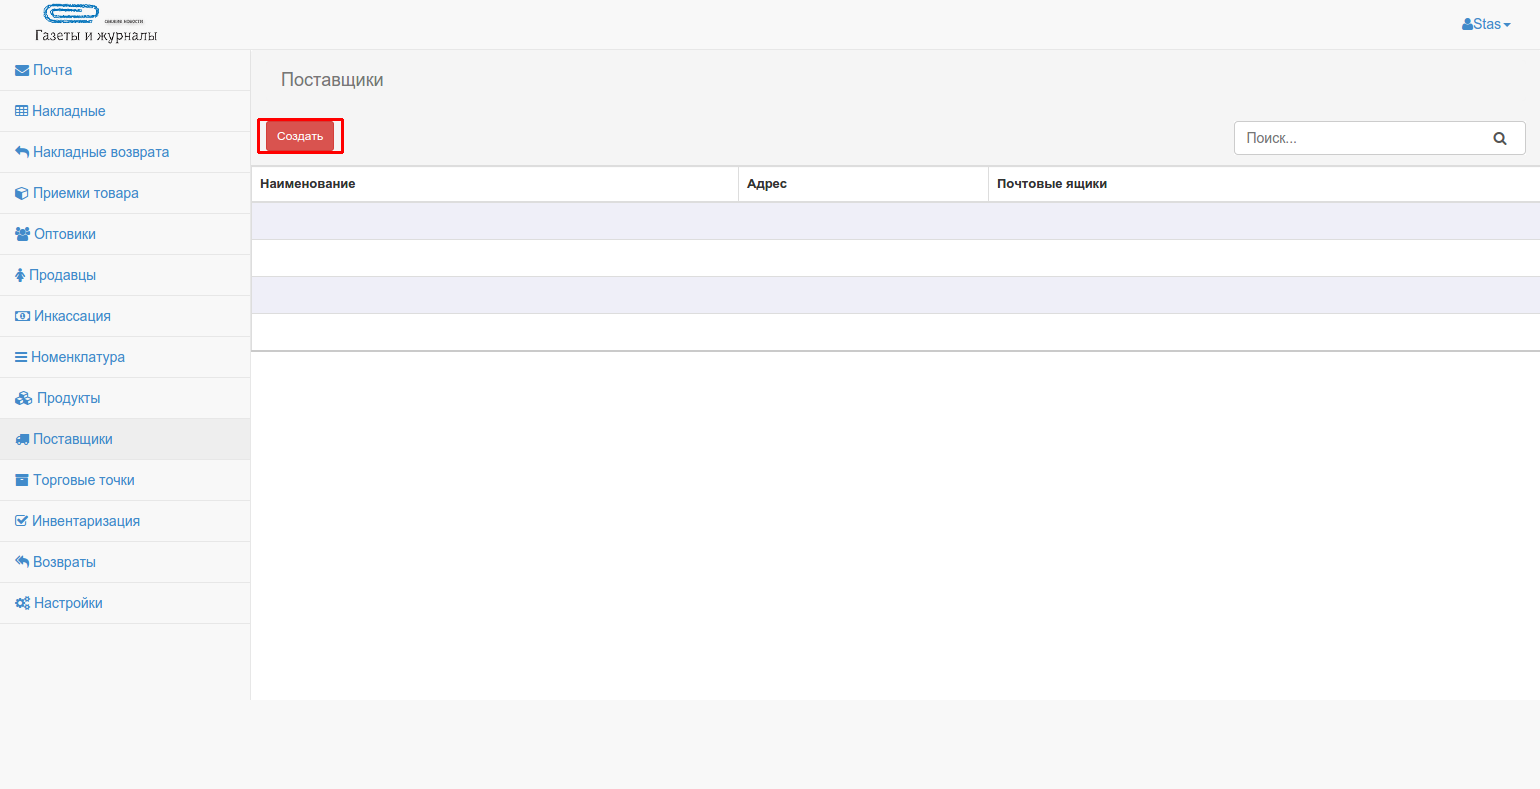 Газеты и журналы
Stas
Почта
Накладные
Накладные возврата
Приемки товара
Оптовики
Продавцы
Инкассация
Номенклатура
Продукты
Поставщики
Торговые точки
Инвентаризация
Возвраты
Настройки
Поставщики
Создать
Поиск...
Наименование Адрес Почтовые ящики